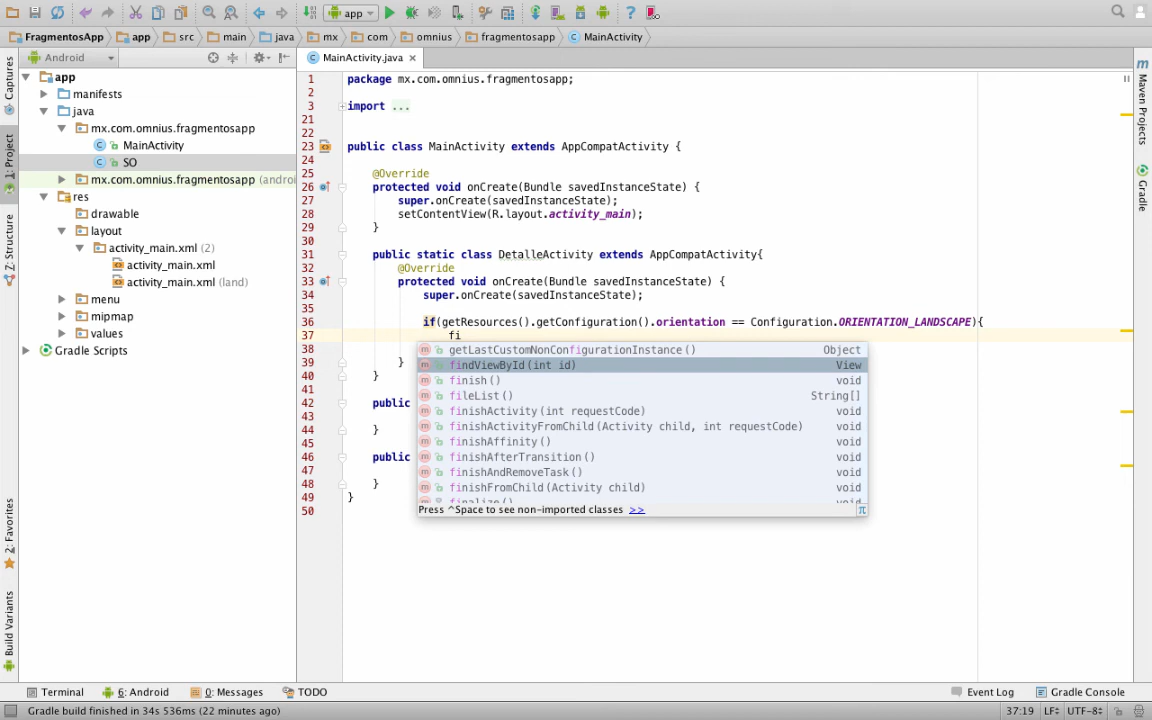 app
FragmentosApp app src main java mx com omnius fragmentosapp MainActivity
Android
MainActivity.java
Captures
1: Project
Z: Structure
2: Favorites
Build Variants
Maven Projects
Gradle
app
manifests
java
mx.com.omnius.fragmentosapp
MainActivity
SO
mx.com.omnius.fragmentosapp (androi
res
drawable
layout
activity_main.xml (2)
activity_main.xml
activity_main.xml (land)
menu
mipmap
values
Gradle Scripts
1 package mx.com.omnius.fragmentosapp;
2
3 import ...
21
22
23 public class MainActivity extends AppCompatActivity {
24
25 @Override
26 protected void onCreate(Bundle savedInstanceState) {
27 super.onCreate(savedInstanceState);
28 setContentView(R.layout.activity_main);
29 }
30
31 public static class DetalleActivity extends AppCompatActivity{
32 @Override
33 protected void onCreate(Bundle savedInstanceState) {
34 super.onCreate(savedInstanceState);
35
36 if(getResources().getConfiguration().orientation == Configuration.ORIENTATION_LANDSCAPE){
37 fi
38
39 }
40 }
41
42 public
43
44 }
45
46 public
47
48 }
49 }
50
getLastCustomNonConfigurationInstance() Object
findViewById(int id) View
finish() void
fileList() String[]
finishActivity(int requestCode) void
finishActivityFromChild(Activity child, int requestCode) void
finishAffinity() void
finishAfterTransition() void
finishAndRemoveTask() void
finishFromChild(Activity child) void
finalize() void
Press ^Space to see non-imported classes >>
π
Terminal 6: Android 0: Messages TODO Event Log Gradle Console
Gradle build finished in 34s 536ms (22 minutes ago) 37:19 LF÷ UTF-8÷